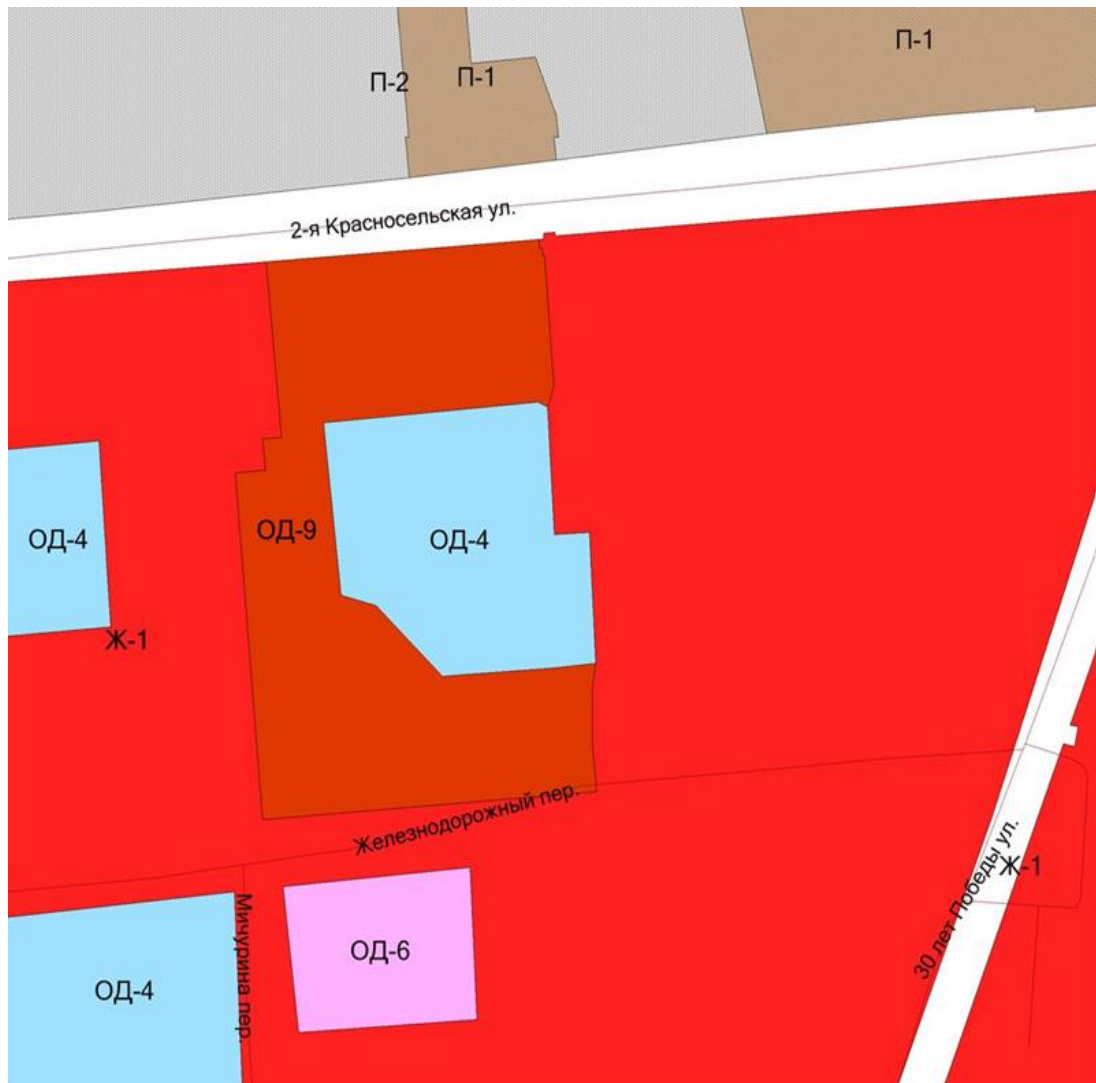 П-1
П-2
П-1
2-я Красносельская ул.
ОД-4
ОД-9
ОД-4
Ж-1
Железнодорожный пер.
30 лет Победы ул.
Ж-1
Мичурина пер.
ОД-6
ОД-4